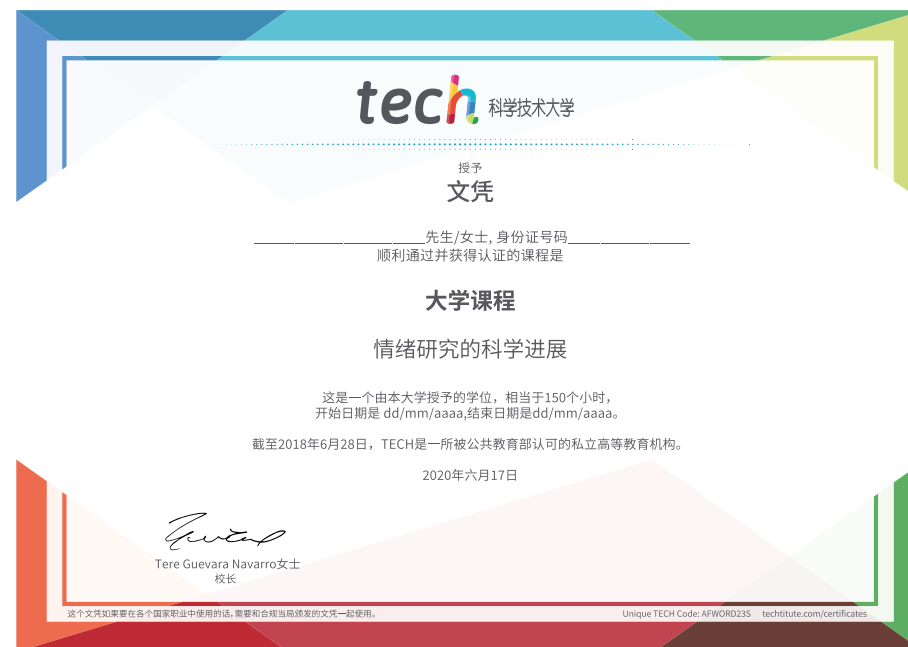 tech 科学技术大学
授予
文凭
先生/女士, 身份证号码
顺利通过并获得认证的课程是
大学课程
情绪研究的科学进展
这是一个由本大学授予的学位，相当于150个小时，
开始日期是 dd/mm/aaaa,结束日期是dd/mm/aaaa。
截至2018年6月28日，TECH是一所被公共教育部认可的私立高等教育机构。
2020年六月17日
Tere Guevara Navarro女士
校长
这个文凭如果要在各个国家职业中使用的话,需要和合规当局颁发的文凭一起使用。
Unique TECH Code: AFWORD23S techtitute.com/certificates